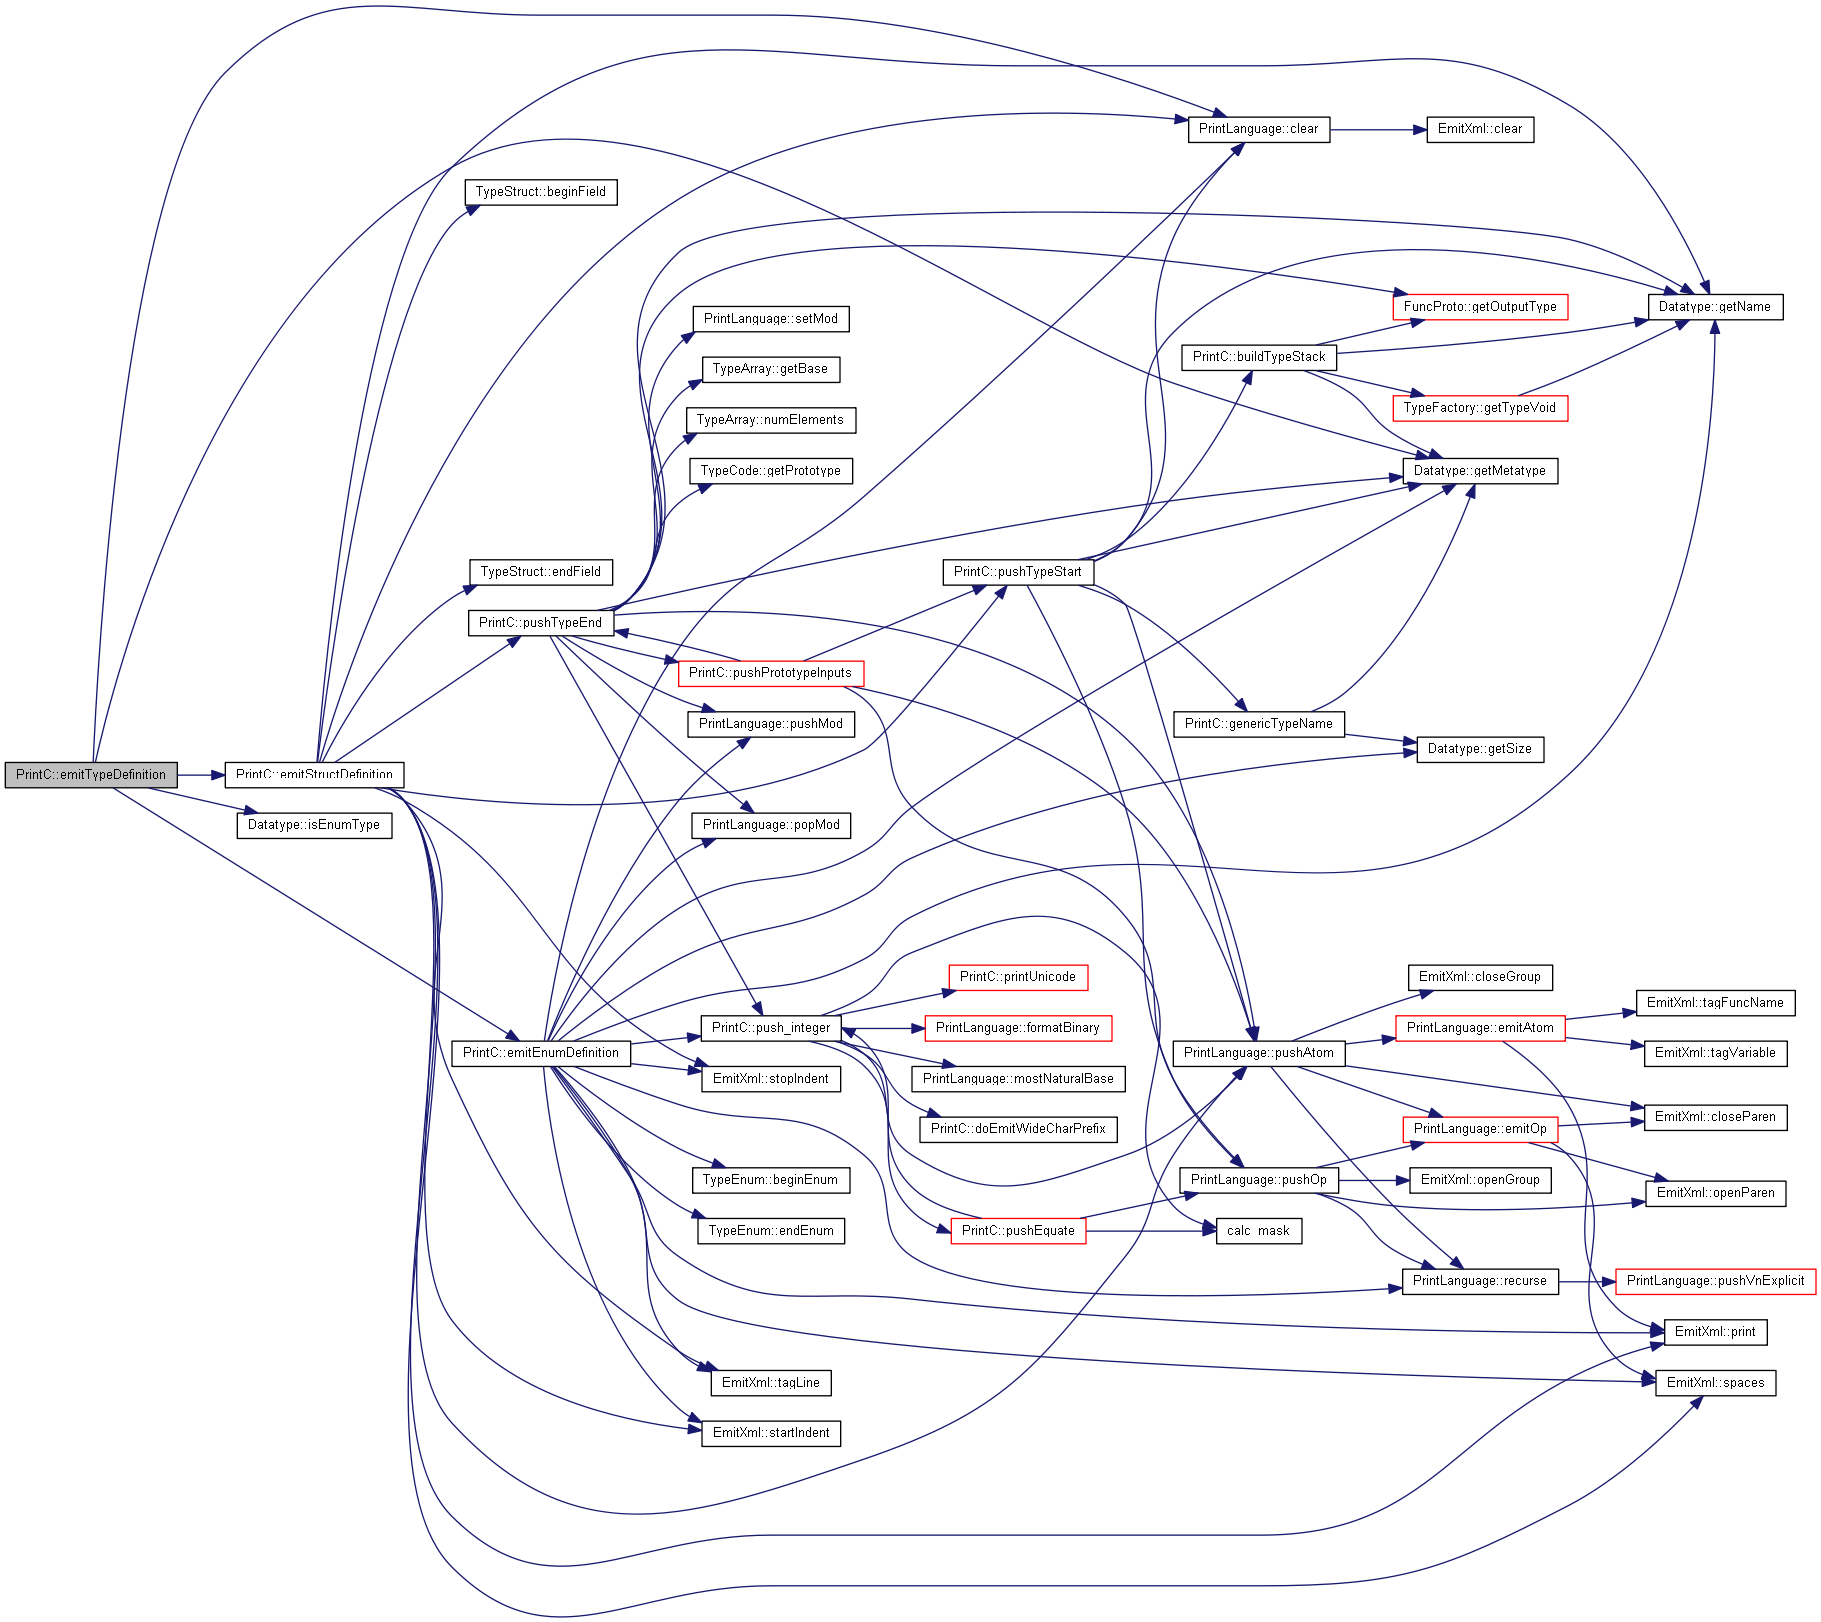 PrintLanguage::clear
EmitXml::clear
TypeStruct::beginField
Datatype::getName
FuncProto::getOutputType
PrintLanguage::setMod
PrintC::buildTypeStack
TypeArray::getBase
TypeFactory::getTypeVoid
TypeArray::numElements
TypeCode::getPrototype
Datatype::getMetatype
TypeStruct::endField
PrintC::pushTypeStart
PrintC::pushTypeEnd
PrintC::pushPrototypeInputs
PrintLanguage::pushMod
PrintC::genericTypeName
Datatype::getSize
PrintC::emitTypeDefinition
PrintC::emitStructDefinition
Datatype::isEnumType
PrintLanguage::popMod
PrintC::printUnicode
EmitXml::closeGroup
EmitXml::tagFuncName
PrintC::push_integer
PrintLanguage::formatBinary
PrintLanguage::emitAtom
PrintC::emitEnumDefinition
PrintLanguage::pushAtom
EmitXml::tagVariable
EmitXml::stopIndent
PrintLanguage::mostNaturalBase
EmitXml::closeParen
PrintC::doEmitWideCharPrefix
PrintLanguage::emitOp
TypeEnum::beginEnum
PrintLanguage::pushOp
EmitXml::openGroup
EmitXml::openParen
TypeEnum::endEnum
PrintC::pushEquate
calc_mask
PrintLanguage::recurse
PrintLanguage::pushVnExplicit
EmitXml::print
EmitXml::tagLine
EmitXml::spaces
EmitXml::startIndent